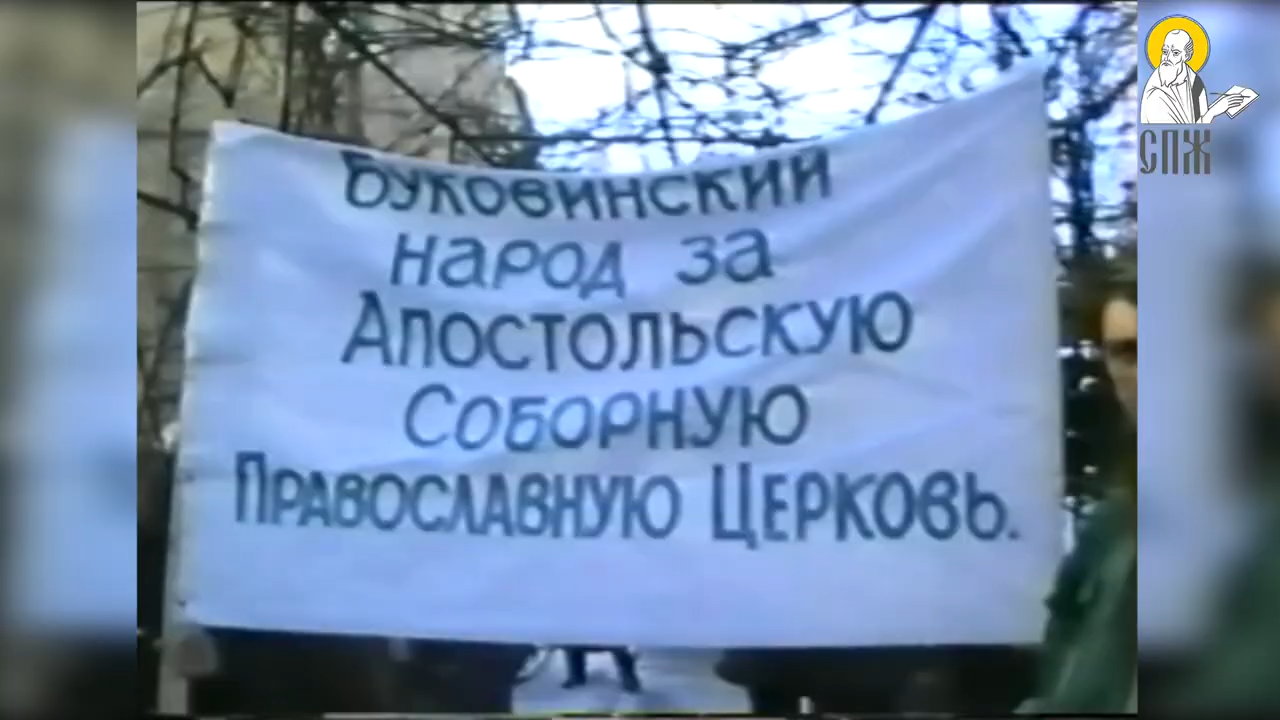 Буковинский
народ за
Апостольскую
Соборную
Православную Церковь.
СПЖ